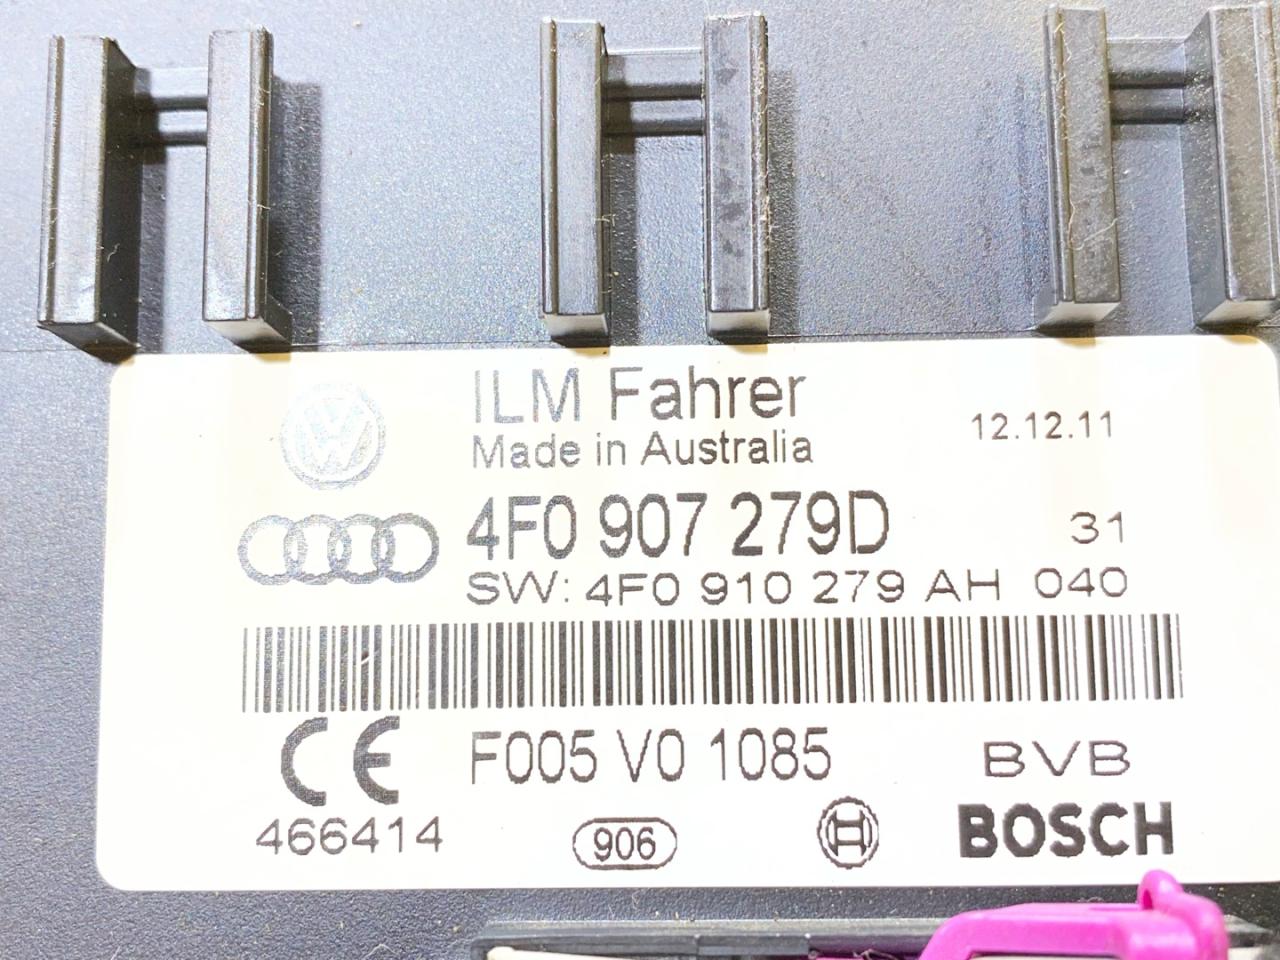 ILM Fahrer
Made in Australia
12.12.11
4F0 907 279D
31
SW: 4F0 910 279 AH 040
CE
F005 V0 1085
BVB
466414
906
BOSCH